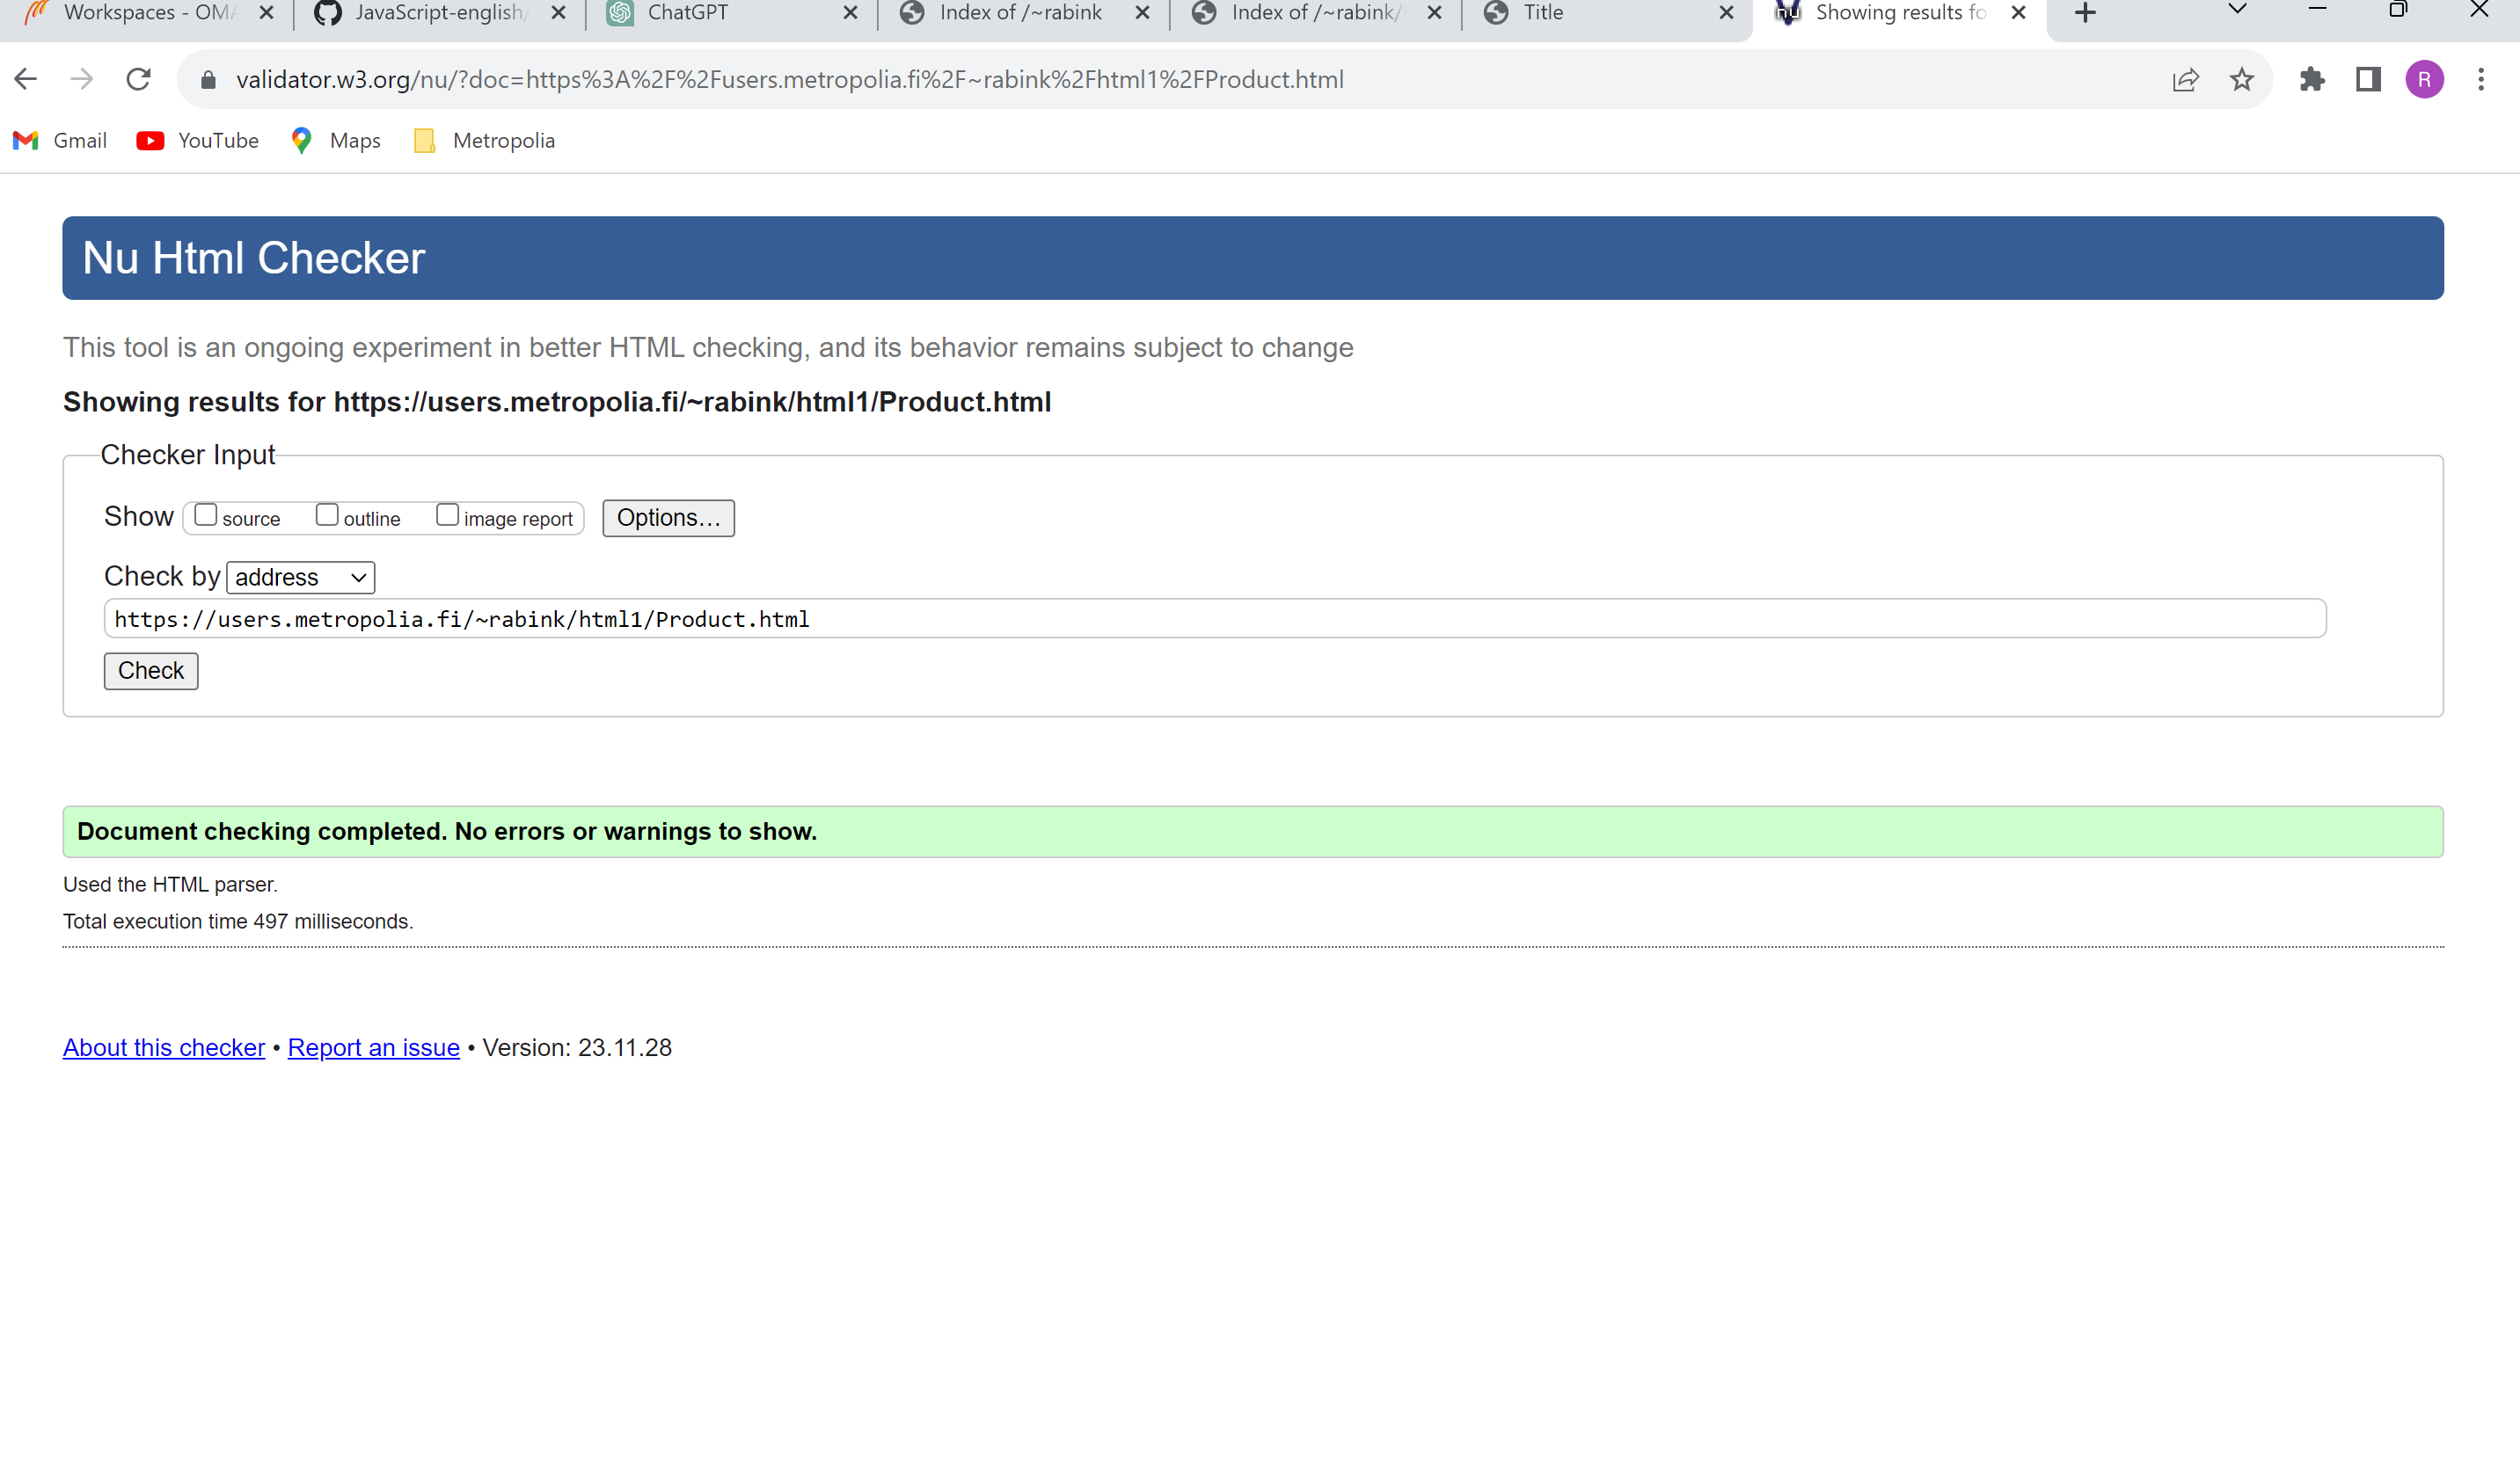 Workspaces - OMA
JavaScript-english/
ChatGPT
Index of /~rabink
Index of /~rabink/
Title
Showing results fo
validator.w3.org/nu/?doc=https%3A%2F%2Fusers.metropolia.fi%2F~rabink%2Fhtml1%2FProduct.html
R
Gmail
YouTube
Maps
Metropolia
Nu Html Checker
This tool is an ongoing experiment in better HTML checking, and its behavior remains subject to change
Showing results for https://users.metropolia.fi/~rabink/html1/Product.html
Checker Input
Show source outline image report Options...
Check by address
https://users.metropolia.fi/~rabink/html1/Product.html
Check
Document checking completed. No errors or warnings to show.
Used the HTML parser.
Total execution time 497 milliseconds.
About this checker • Report an issue • Version: 23.11.28